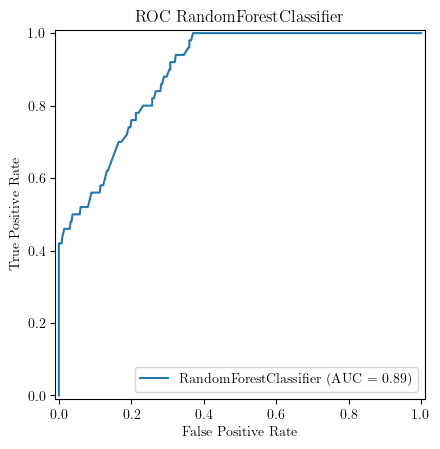 ROC RandomForestClassifier
True Positive Rate
1.0
0.8
0.6
0.4
0.2
0.0
RandomForestClassifier (AUC = 0.89)
0.0 0.2 0.4 0.6 0.8 1.0
False Positive Rate